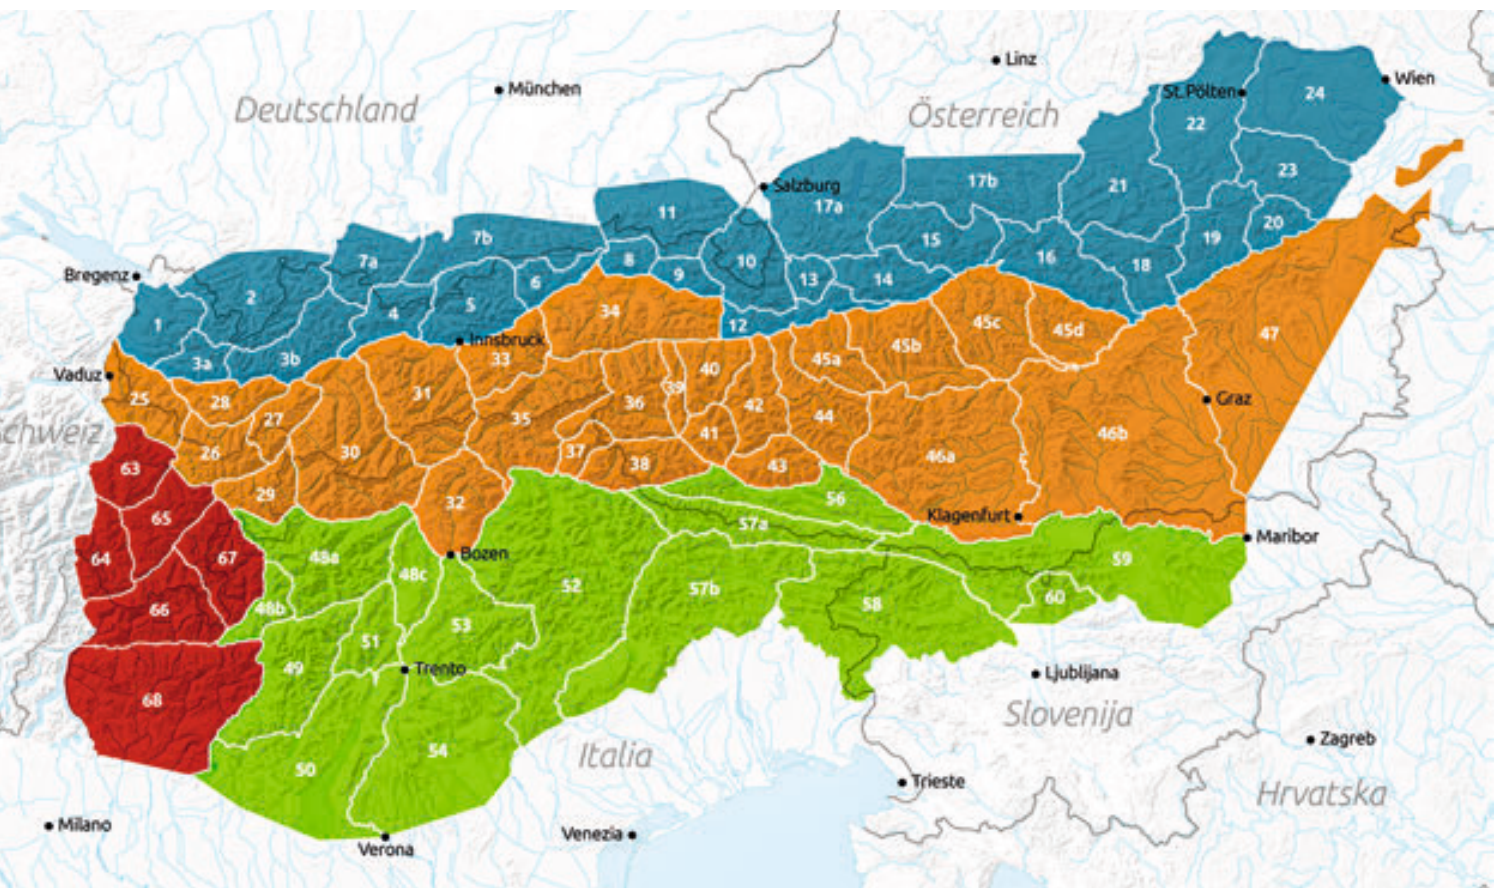 Linz
Wien
München
Deutschland
St. Pölten
24
Österreich
22
23
17b
21
Salzburg
17a
11
20
7b
15
19
7a
8
10
16
18
Bregenz
9
13
14
6
2
5
4
1
34
12
45c
45d
47
Innsbruck
45b
3a
3b
33
45a
Vaduz
40
39
31
25
28
36
42
Graz
27
35
44
41
46b
chweiz
26
30
37
46a
38
43
63
29
32
56
65
57a
Klagenfurt
Maribor
64
67
48a
Bozen
48c
59
52
57b
66
48b
58
60
53
51
49
Trento
Ljublijana
68
Slovenija
54
Italia
Zagreb
50
Trieste
Hrvatska
Milano
Venezia
Verona